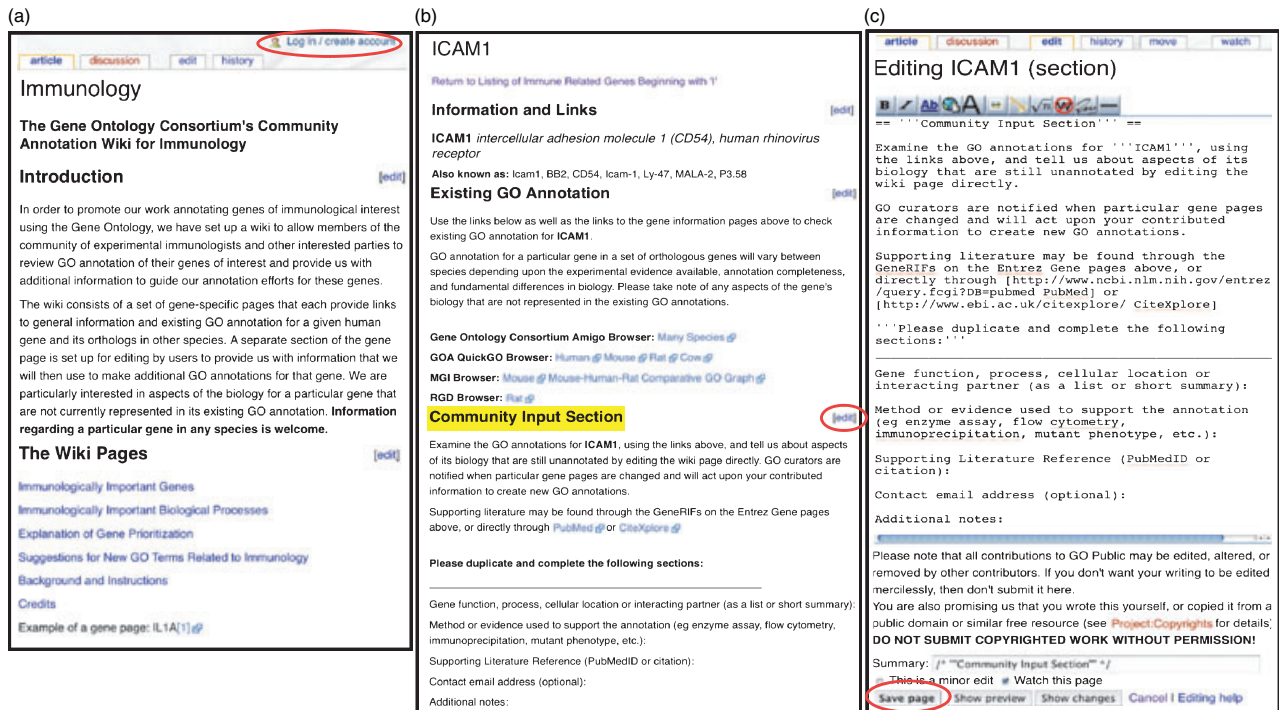 (a)
Log in / create account
article discussion edit history
Immunology
The Gene Ontology Consortium's Community
Annotation Wiki for Immunology
Introduction [edit]
In order to promote our work annotating genes of immunological interest
using the Gene Ontology, we have set up a wiki to allow members of the
community of experimental immunologists and other interested parties to
review GO annotation of their genes of interest and provide us with
additional information to guide our annotation efforts for these genes.
The wiki consists of a set of gene-specific pages that each provide links
to general information and existing GO annotation for a given human
gene and its orthologs in other species. A separate section of the gene
page is set up for editing by users to provide us with information that we
will then use to make additional GO annotations for that gene. We are
particularly interested in aspects of the biology for a particular gene that
are not currently represented in its existing GO annotation. Information
regarding a particular gene in any species is welcome.
The Wiki Pages [edit]
Immunologically Important Genes
Immunologically Important Biological Processes
Explanation of Gene Prioritization
Suggestions for New GO Terms Related to Immunology
Background and Instructions
Credits
Example of a gene page: IL1A[1]
(b)
ICAM1
Return to Listing of Immune Related Genes Beginning with 'I'
Information and Links [edit]
ICAM1 intercellular adhesion molecule 1 (CD54), human rhinovirus
receptor
Also known as: Icam1, BB2, CD54, Icam-1, Ly-47, MALA-2, P3.58
Existing GO Annotation [edit]
Use the links below as well as the links to the gene information pages above to check
existing GO annotation for ICAM1.
GO annotation for a particular gene in a set of orthologous genes will vary between
species depending upon the experimental evidence available, annotation completeness,
and fundamental differences in biology. Please take note of any aspects of the gene's
biology that are not represented in the existing GO annotations.
Gene Ontology Consortium Amigo Browser: Many Species
GOA QuickGO Browser: Human Mouse Rat Cow
MGI Browser: Mouse Mouse-Human-Rat Comparative GO Graph
RGD Browser: Rat
Community Input Section [edit]
Examine the GO annotations for ICAM1, using the links above, and tell us about aspects
of its biology that are still unannotated by editing the wiki page directly. GO curators are
notified when particular gene pages are changed and will act upon your contributed
information to create new GO annotations.
Supporting literature may be found through the GeneRIFs on the Entrez Gene pages
above, or directly through PubMed or CiteXplore
Please duplicate and complete the following sections:
Gene function, process, cellular location or interacting partner (as a list or short summary):
Method or evidence used to support the annotation (eg enzyme assay, flow cytometry,
immunoprecipitation, mutant phenotype, etc.):
Supporting Literature Reference (PubMedID or citation):
Contact email address (optional):
Additional notes:
(c)
article discussion edit history move watch
Editing ICAM1 (section)
B I Ab A √n W
== '''Community Input Section''' ==
Examine the GO annotations for '''ICAM1''', using
the links above, and tell us about aspects of its
biology that are still unannotated by editing the
wiki page directly.
GO curators are notified when particular gene pages
are changed and will act upon your contributed
information to create new GO annotations.
Supporting literature may be found through the
GeneRIFs on the Entrez Gene pages above, or
directly through [http://www.ncbi.nlm.nih.gov/entrez
/query.fcgi?DB=pubmed PubMed] or
[http://www.ebi.ac.uk/citexplore/ CiteXplore]
'''Please duplicate and complete the following
sections:'''
Gene function, process, cellular location or
interacting partner (as a list or short summary):
Method or evidence used to support the annotation
(eg enzyme assay, flow cytometry,
immunoprecipitation, mutant phenotype, etc.):
Supporting Literature Reference (PubMedID or
citation):
Contact email address (optional):
Additional notes:
Please note that all contributions to GO Public may be edited, altered, or
removed by other contributors. If you don't want your writing to be edited
mercilessly, then don't submit it here.
You are also promising us that you wrote this yourself, or copied it from a
public domain or similar free resource (see Project:Copyrights for details)
DO NOT SUBMIT COPYRIGHTED WORK WITHOUT PERMISSION!
Summary: /* '''Community Input Section''' */
This is a minor edit Watch this page
Save page Show preview Show changes Cancel | Editing help